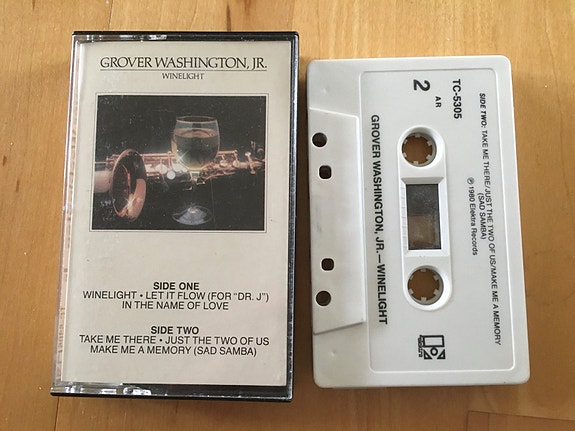 GROVER WASHINGTON, JR.
WINELIGHT
SIDE ONE
WINELIGHT • LET IT FLOW (FOR "DR. J")
IN THE NAME OF LOVE
SIDE TWO
TAKE ME THERE • JUST THE TWO OF US
MAKE ME A MEMORY (SAD SAMBA)
TC-5305
2
AR
SIDE TWO: TAKE ME THERE/JUST THE TWO OF US/MAKE ME A MEMORY
(SAD SAMBA)
℗ 1980 Elektra Records
GROVER WASHINGTON, JR.—WINELIGHT